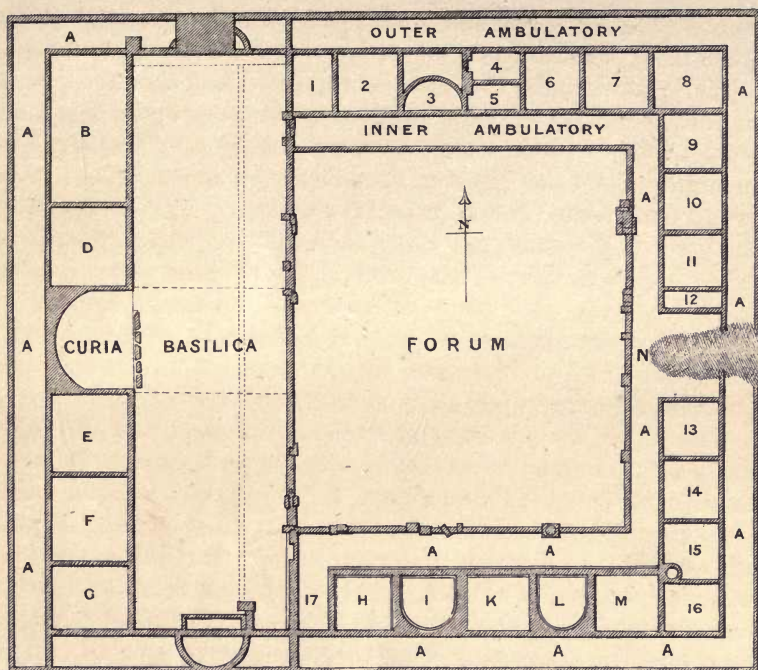 A OUTER AMBULATORY
1 2 3 4 5 6 7 8
A A
B INNER AMBULATORY 9
D N A 10
11
12 A
A CURIA BASILICA FORUM N
E A 13
F 14
A A A 15 A
G 17 H I K L M 16
A A A